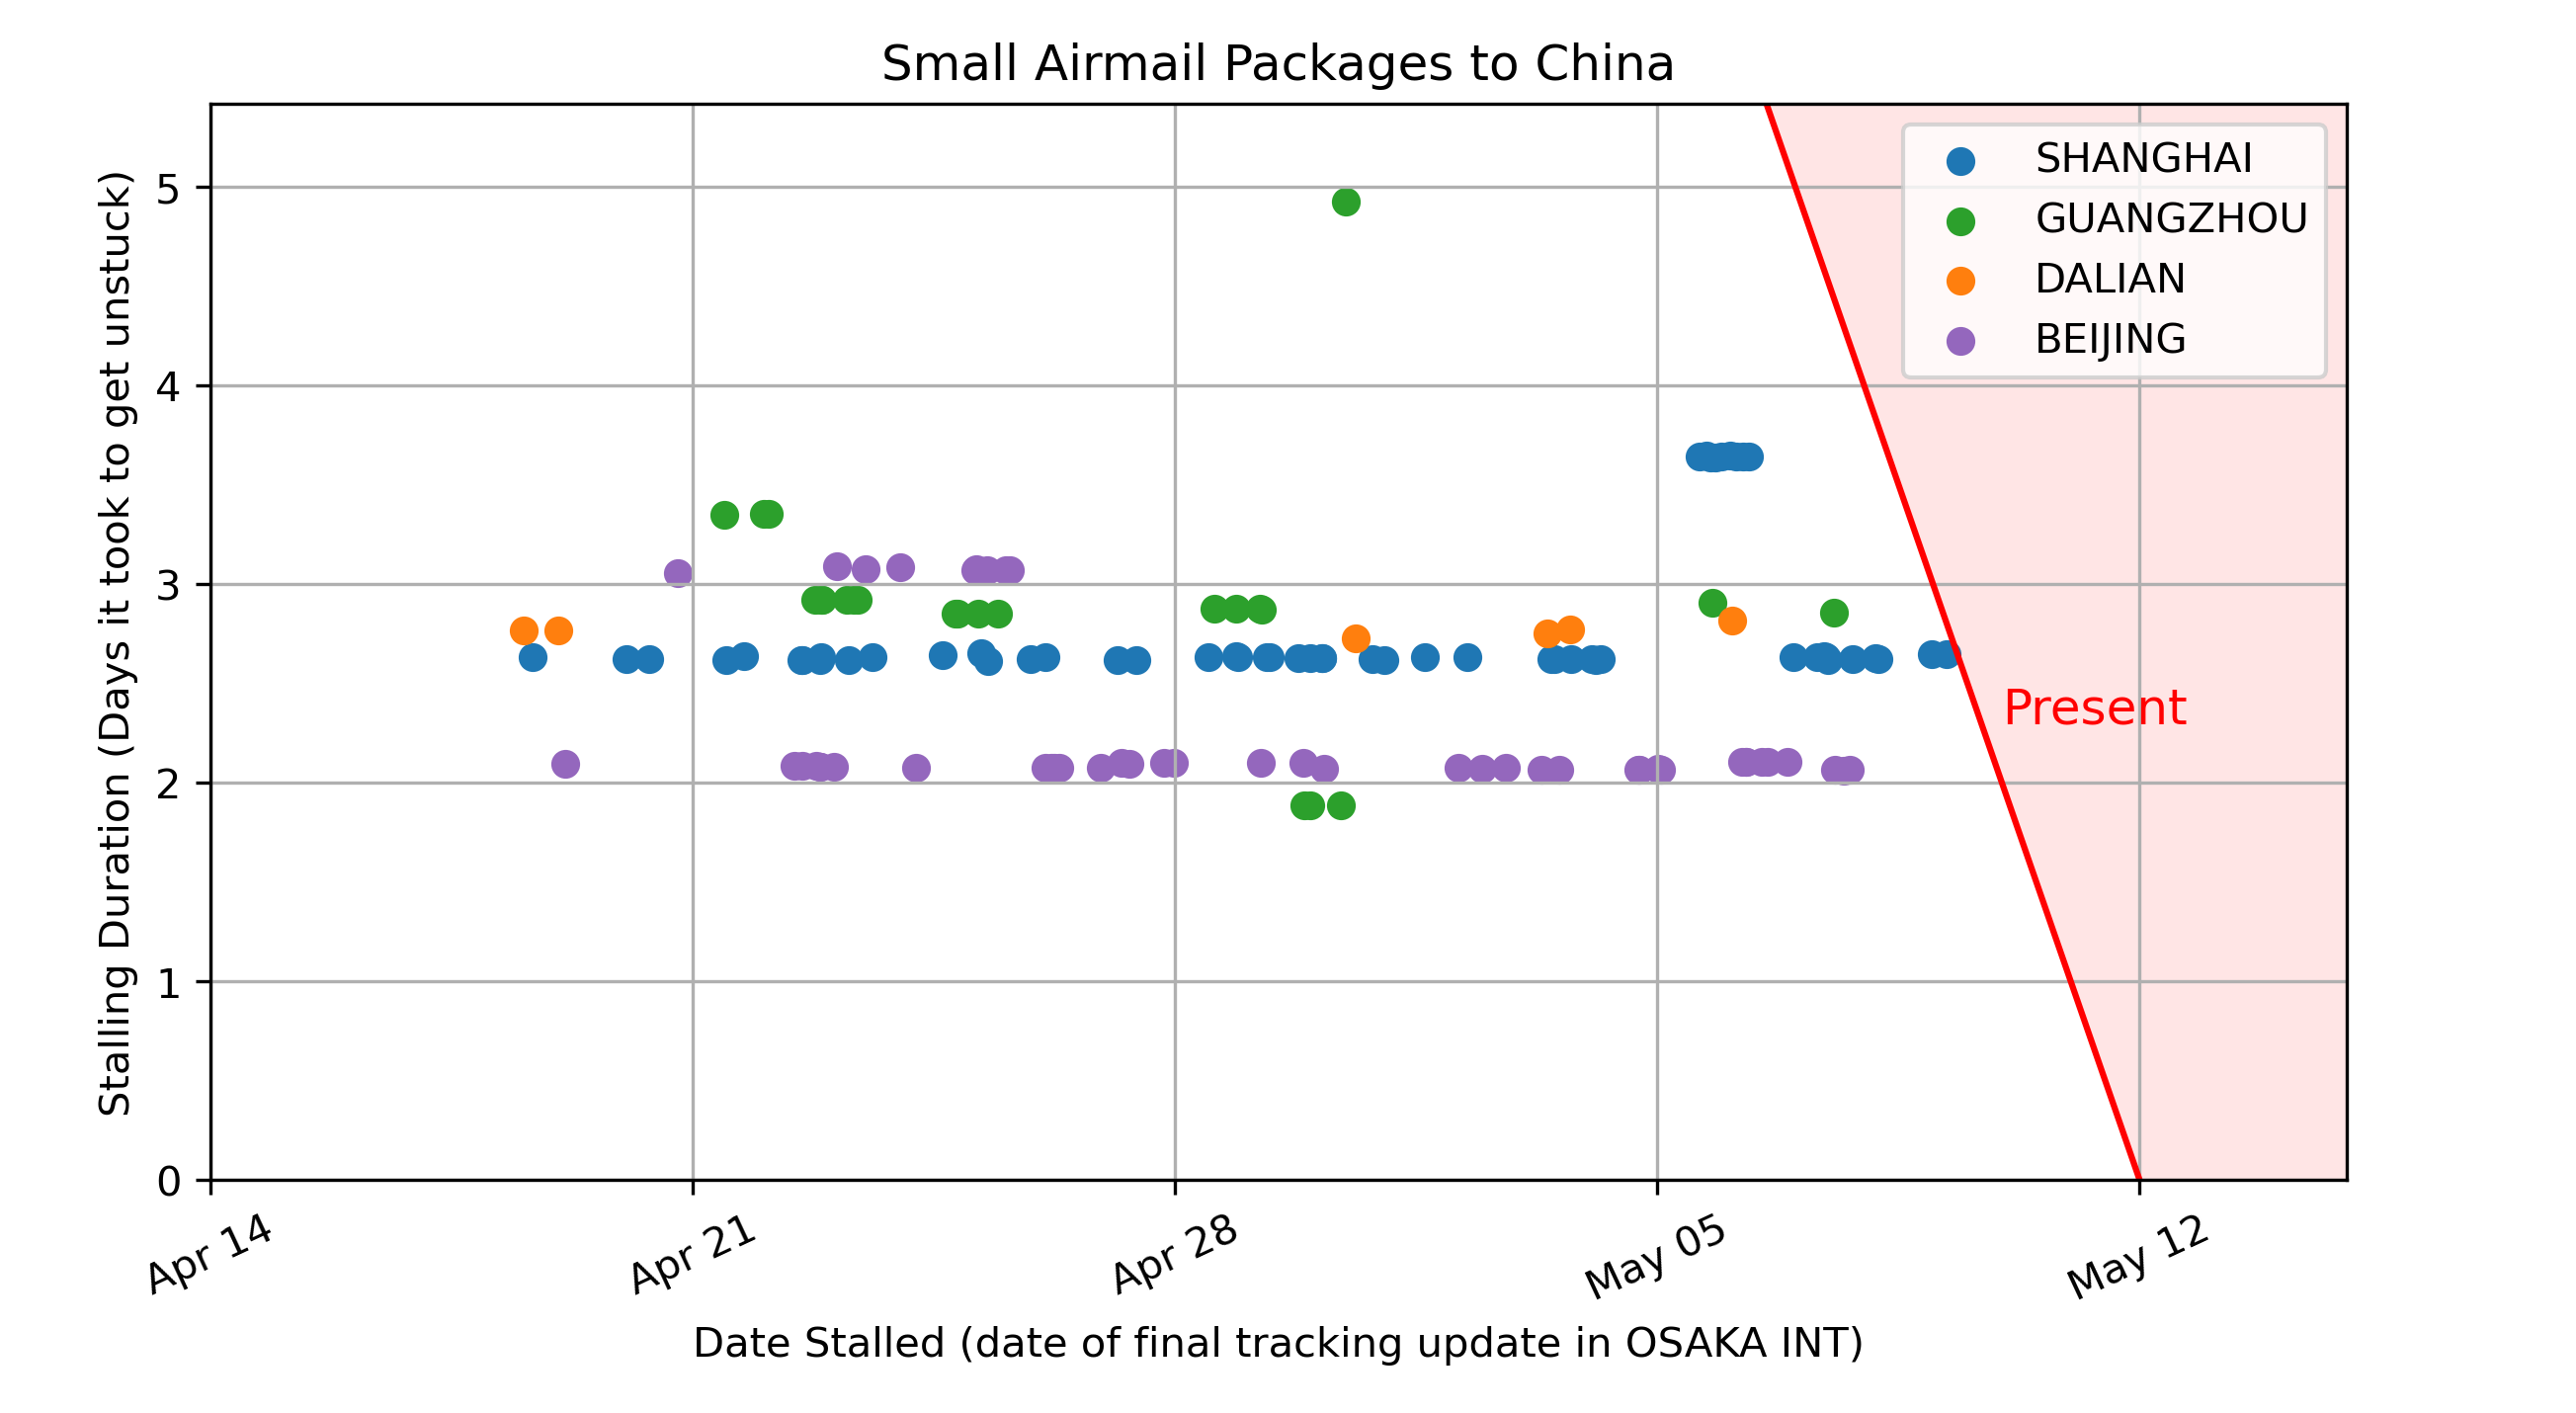 Small Airmail Packages to China
Stalling Duration (Days it took to get unstuck)
5
4
3
2
1
0
SHANGHAI
GUANGZHOU
DALIAN
BEIJING
Present
Apr 14
Apr 21
Apr 28
May 05
May 12
Date Stalled (date of final tracking update in OSAKA INT)